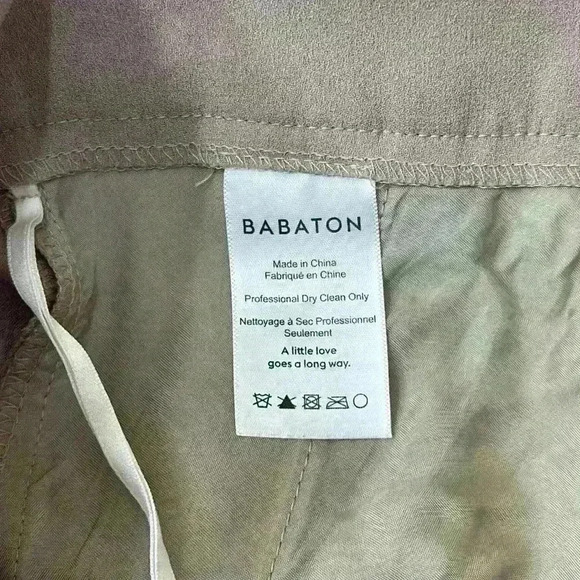 BABATON
Made in China
Fabriqué en Chine
Professional Dry Clean Only
Nettoyage à Sec Professionnel
Seulement
A little love
goes a long way.